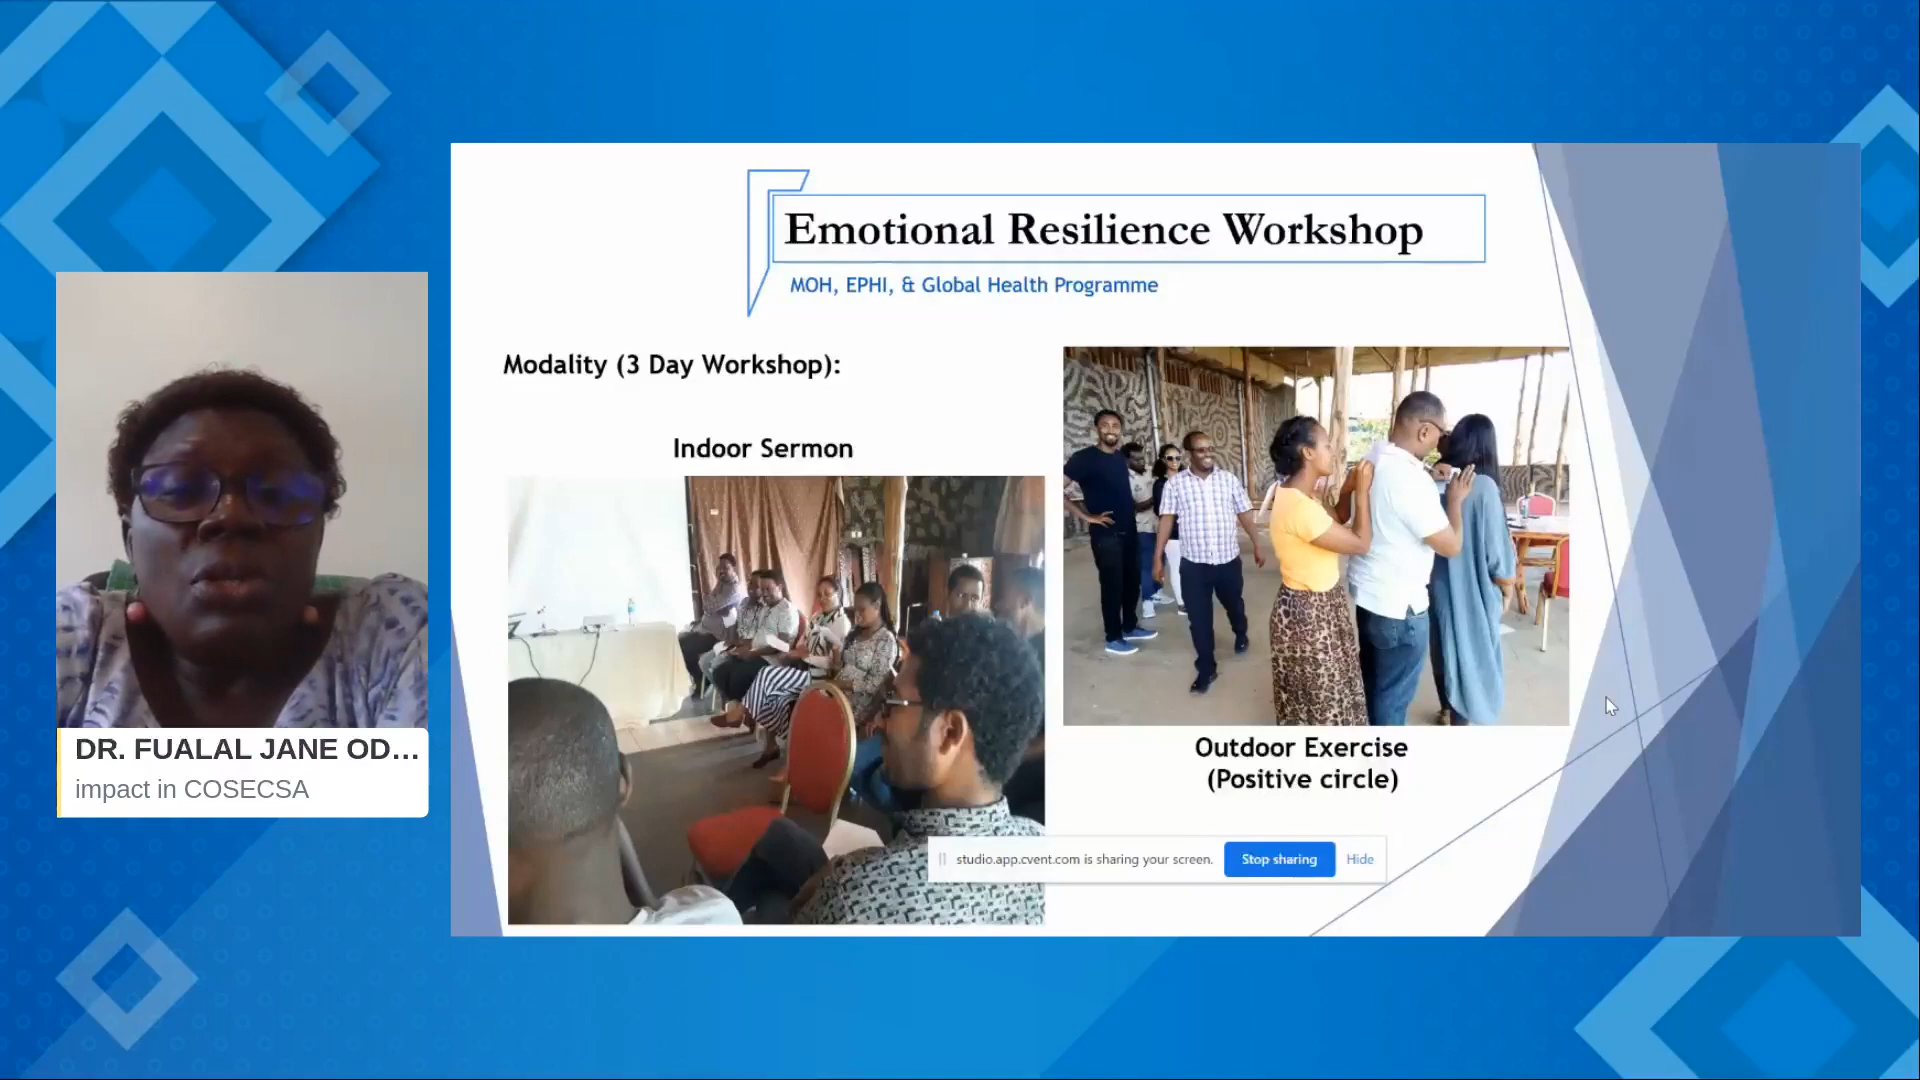 Emotional Resilience Workshop
MOH, EPHI, & Global Health Programme
Modality (3 Day Workshop):
Indoor Sermon
Outdoor Exercise
(Positive circle)
DR. FUALAL JANE OD...
impact in COSECSA
studio.app.cvent.com is sharing your screen.
Stop sharing
Hide